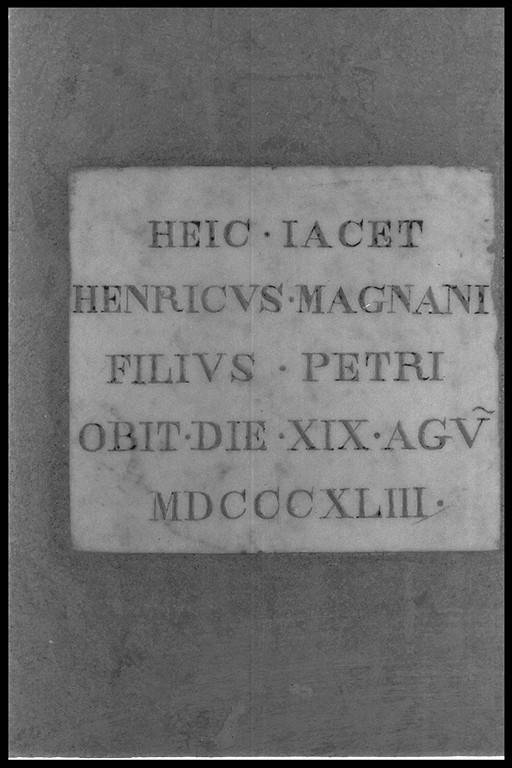 HEIC · IACET
HENRICVS · MAGNANI
FILIVS · PETRI
OBIT · DIE · XIX · AGṼ
MDCCCXLIII ·